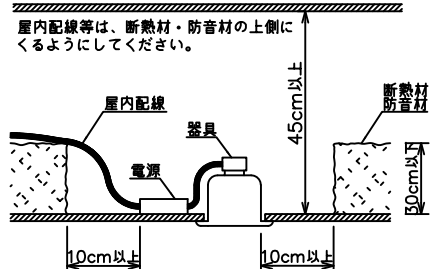 屋内配線等は、断熱材・防音材の上側に
くるようにしてください。
屋内配線
器具
電源
45cm以上
断熱材
防音材
30cm以下
10cm以上
10cm以上